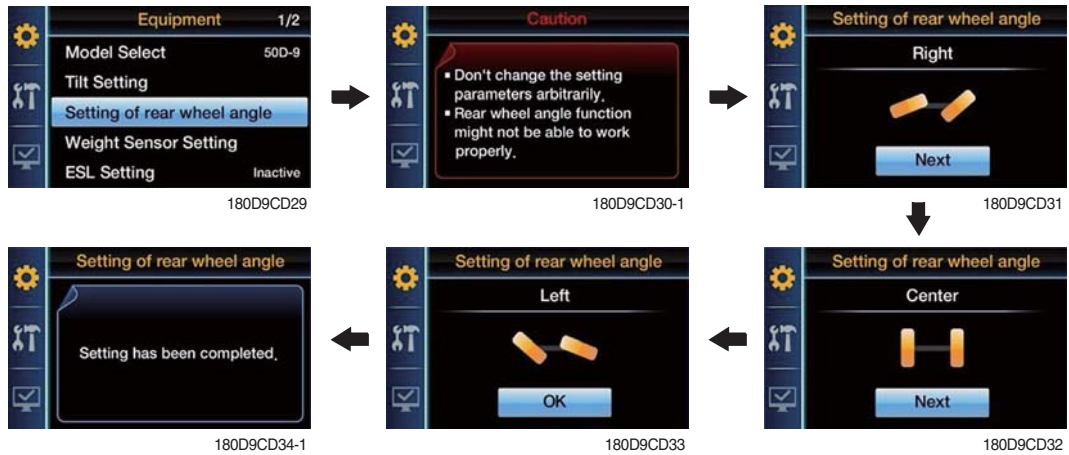 Equipment 1/2
Model Select 50D-9
Tilt Setting
Setting of rear wheel angle
Weight Sensor Setting
ESL Setting Inactive
180D9CD29
Caution
▪ Don't change the setting
parameters arbitrarily.
▪ Rear wheel angle function
might not be able to work
properly.
180D9CD30-1
Setting of rear wheel angle
Right
Next
180D9CD31
Setting of rear wheel angle
Center
Next
180D9CD32
Setting of rear wheel angle
Left
OK
180D9CD33
Setting of rear wheel angle
Setting has been completed.
180D9CD34-1